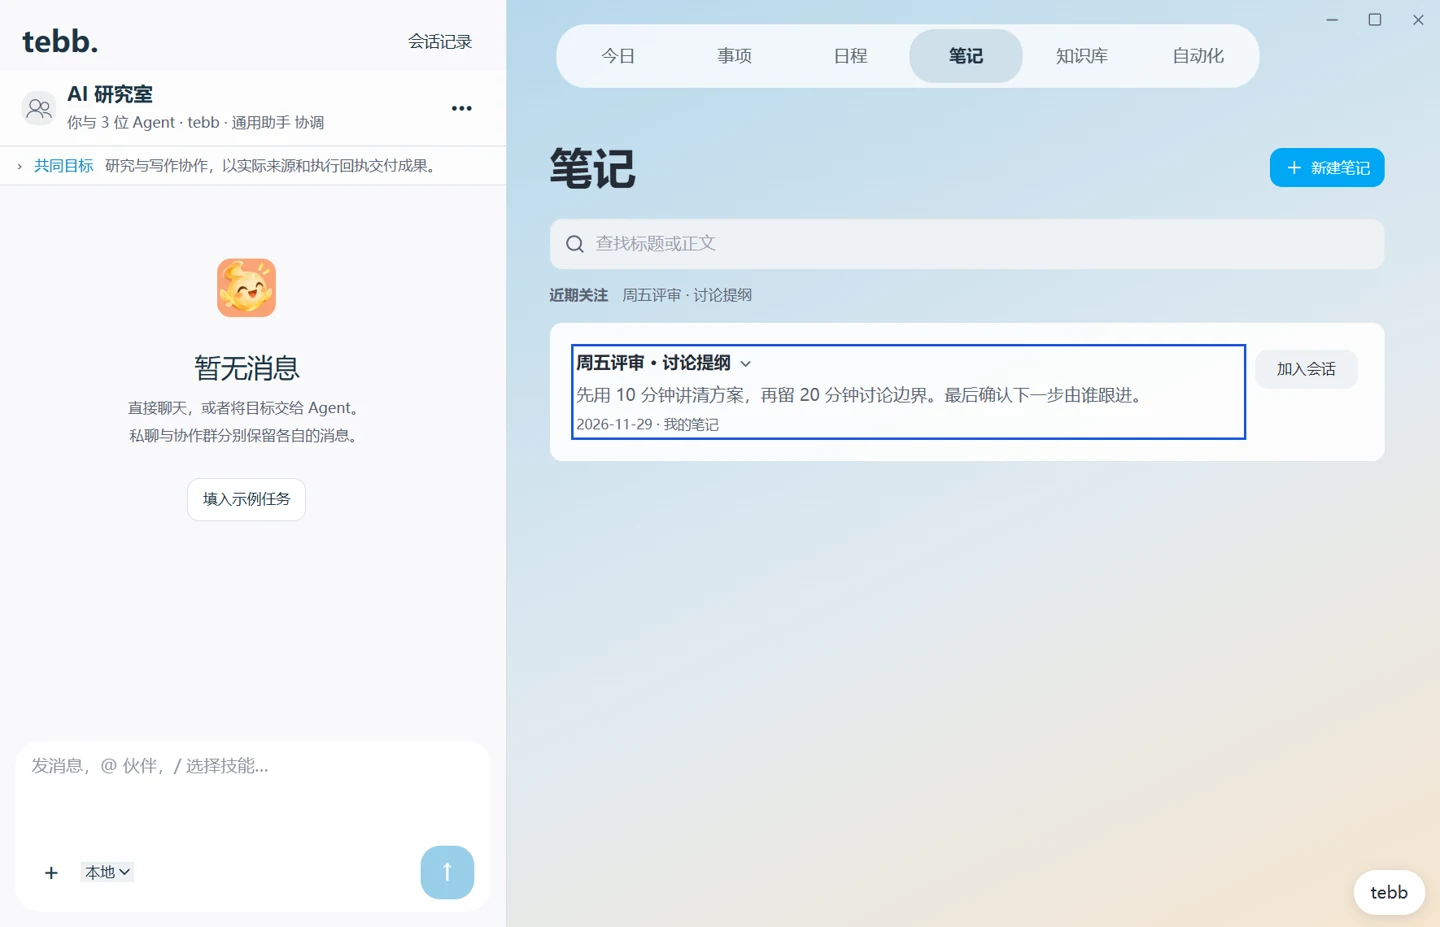 tebb.
会话记录
AI 研究室
你与 3 位 Agent · tebb · 通用助手 协调
› 共同目标 研究与写作协作，以实际来源和执行回执交付成果。
暂无消息
直接聊天，或者将目标交给 Agent。
私聊与协作群分别保留各自的消息。
填入示例任务
发消息，@ 伙伴，/ 选择技能...
本地
今日 事项 日程 笔记 知识库 自动化
笔记
+ 新建笔记
查找标题或正文
近期关注 周五评审 · 讨论提纲
周五评审 · 讨论提纲
先用 10 分钟讲清方案，再留 20 分钟讨论边界。最后确认下一步由谁跟进。
2026-11-29 · 我的笔记
加入会话
tebb